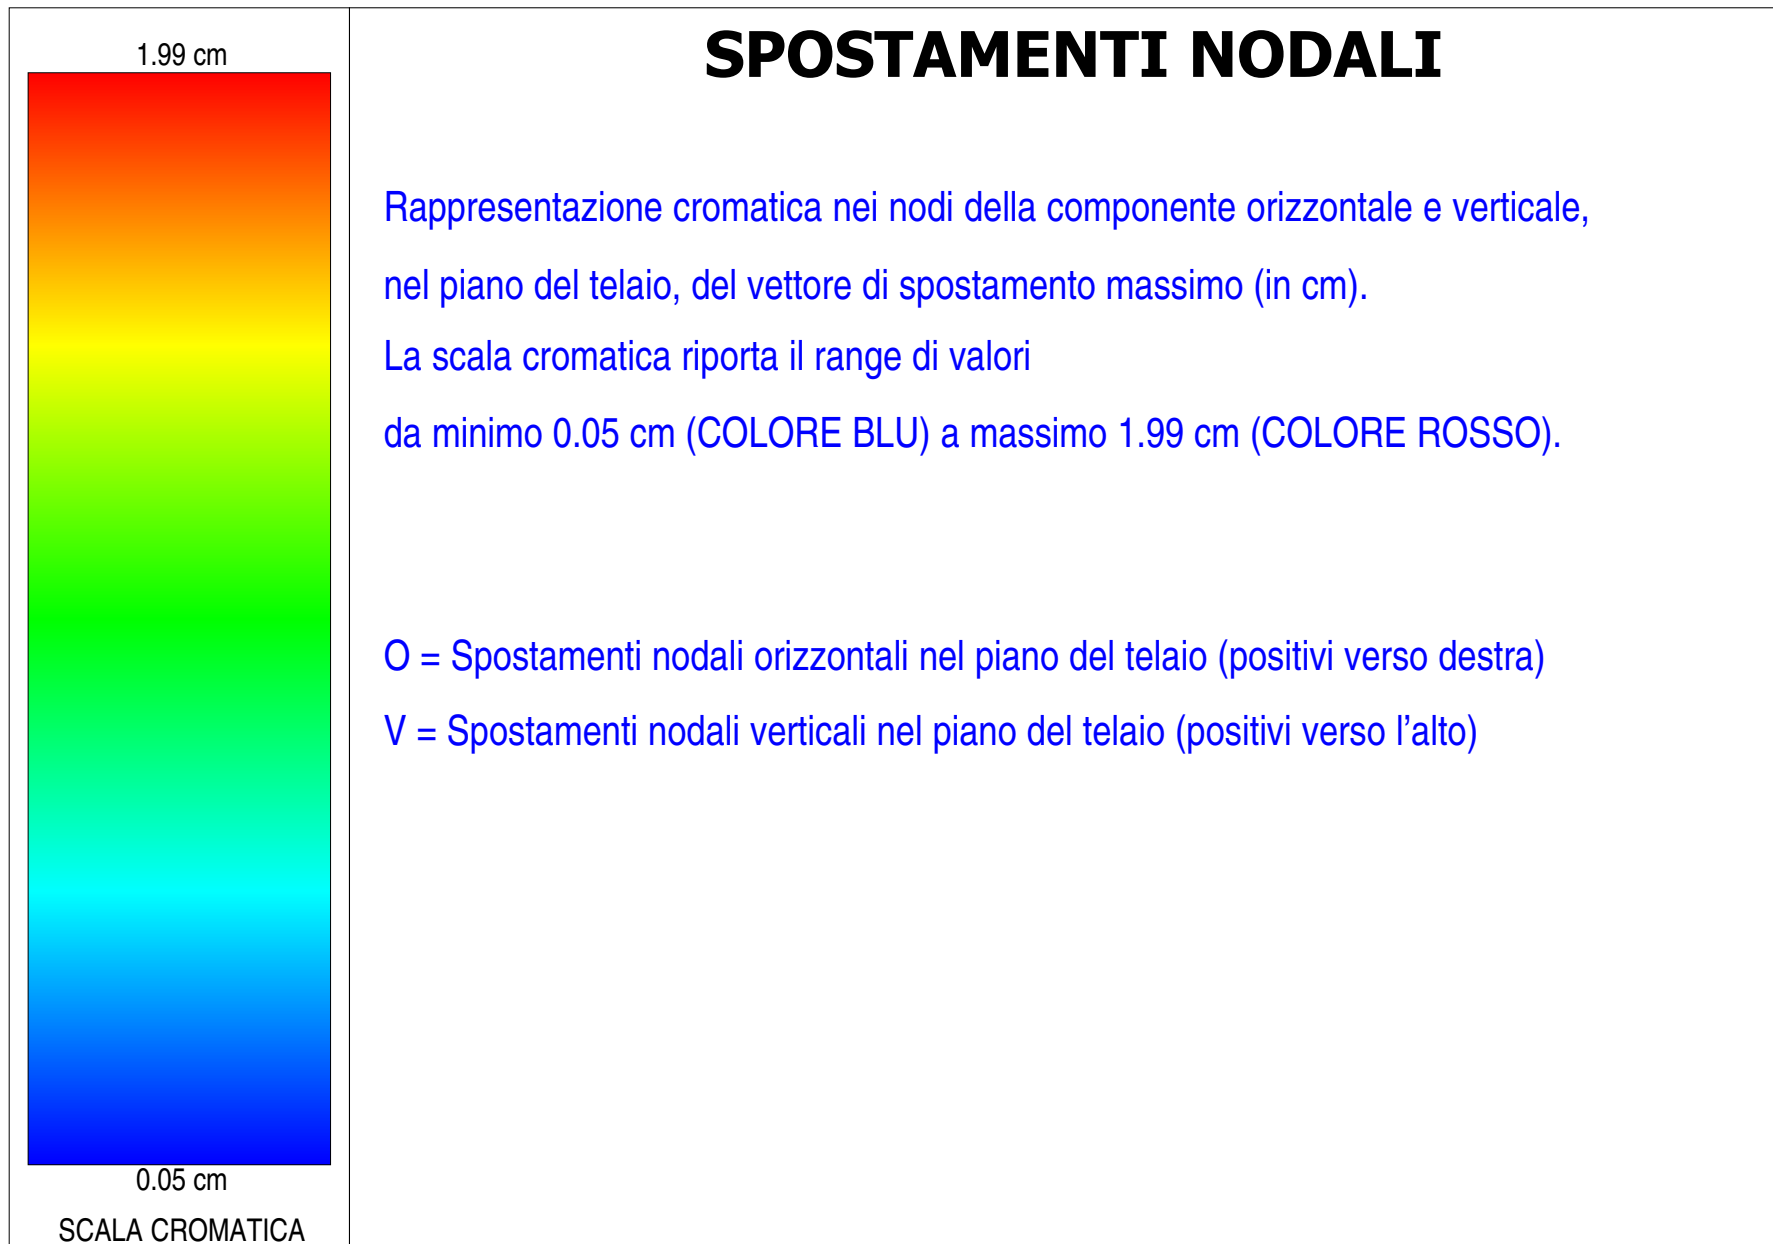 1.99 cm
0.05 cm
SCALA CROMATICA
SPOSTAMENTI NODALI
Rappresentazione cromatica nei nodi della componente orizzontale e verticale,
nel piano del telaio, del vettore di spostamento massimo (in cm).
La scala cromatica riporta il range di valori
da minimo 0.05 cm (COLORE BLU) a massimo 1.99 cm (COLORE ROSSO).
O = Spostamenti nodali orizzontali nel piano del telaio (positivi verso destra)
V = Spostamenti nodali verticali nel piano del telaio (positivi verso l'alto)